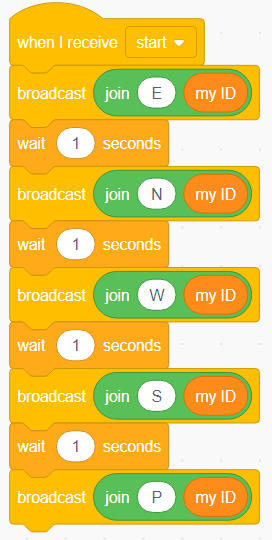 when I receive start
broadcast join E my ID
wait 1 seconds
broadcast join N my ID
wait 1 seconds
broadcast join W my ID
wait 1 seconds
broadcast join S my ID
wait 1 seconds
broadcast join P my ID